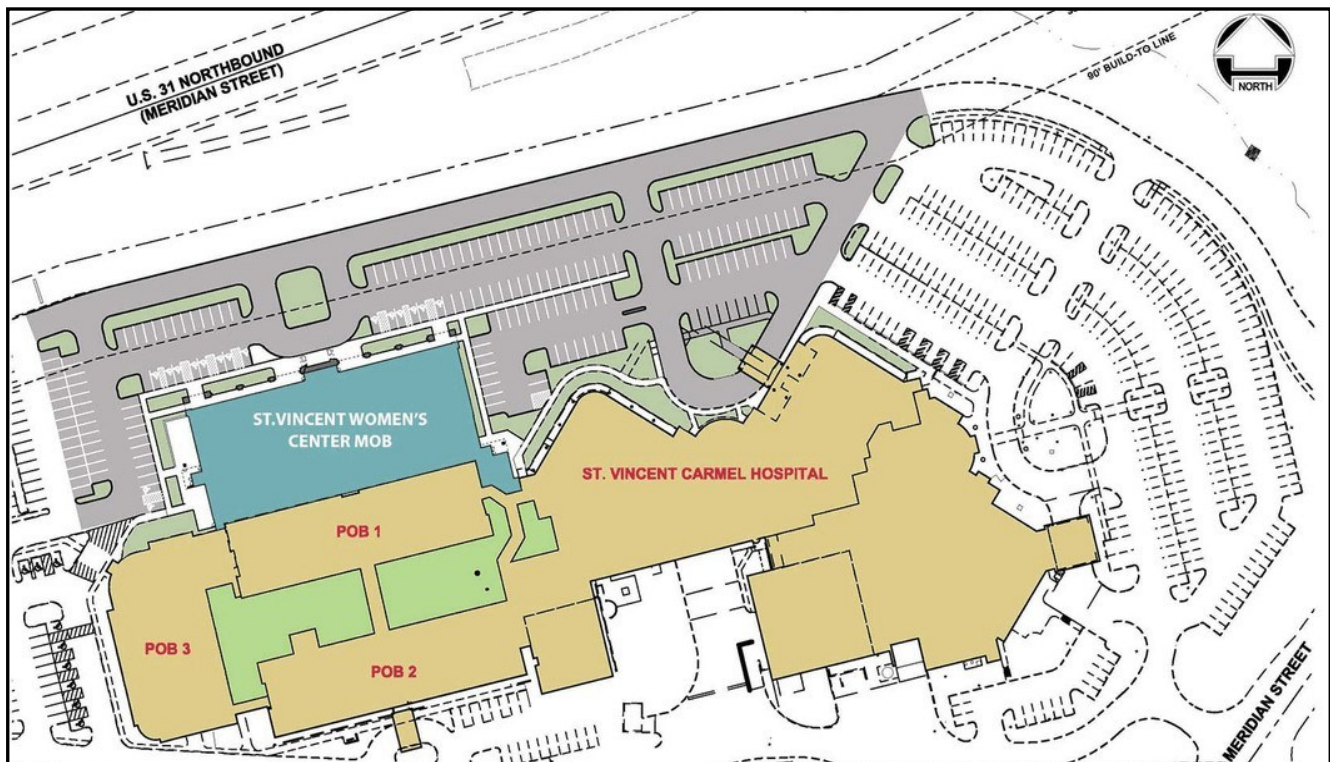 U.S. 31 NORTHBOUND
(MERIDIAN STREET)
90' BUILD-TO LINE
NORTH
ST.VINCENT WOMEN'S
CENTER MOB
ST. VINCENT CARMEL HOSPITAL
POB 1
POB 3
POB 2
MERIDIAN STREET